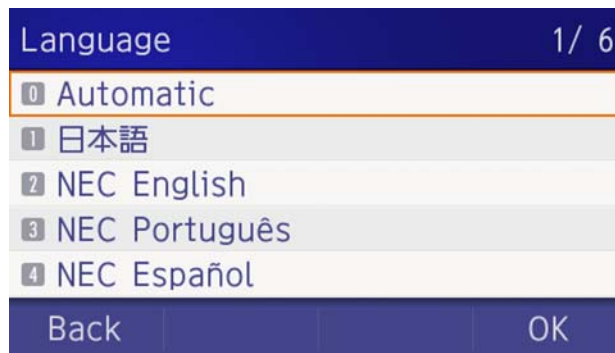 Language 1/ 6
0 Automatic
1 日本語
2 NEC English
3 NEC Português
4 NEC Español
Back OK